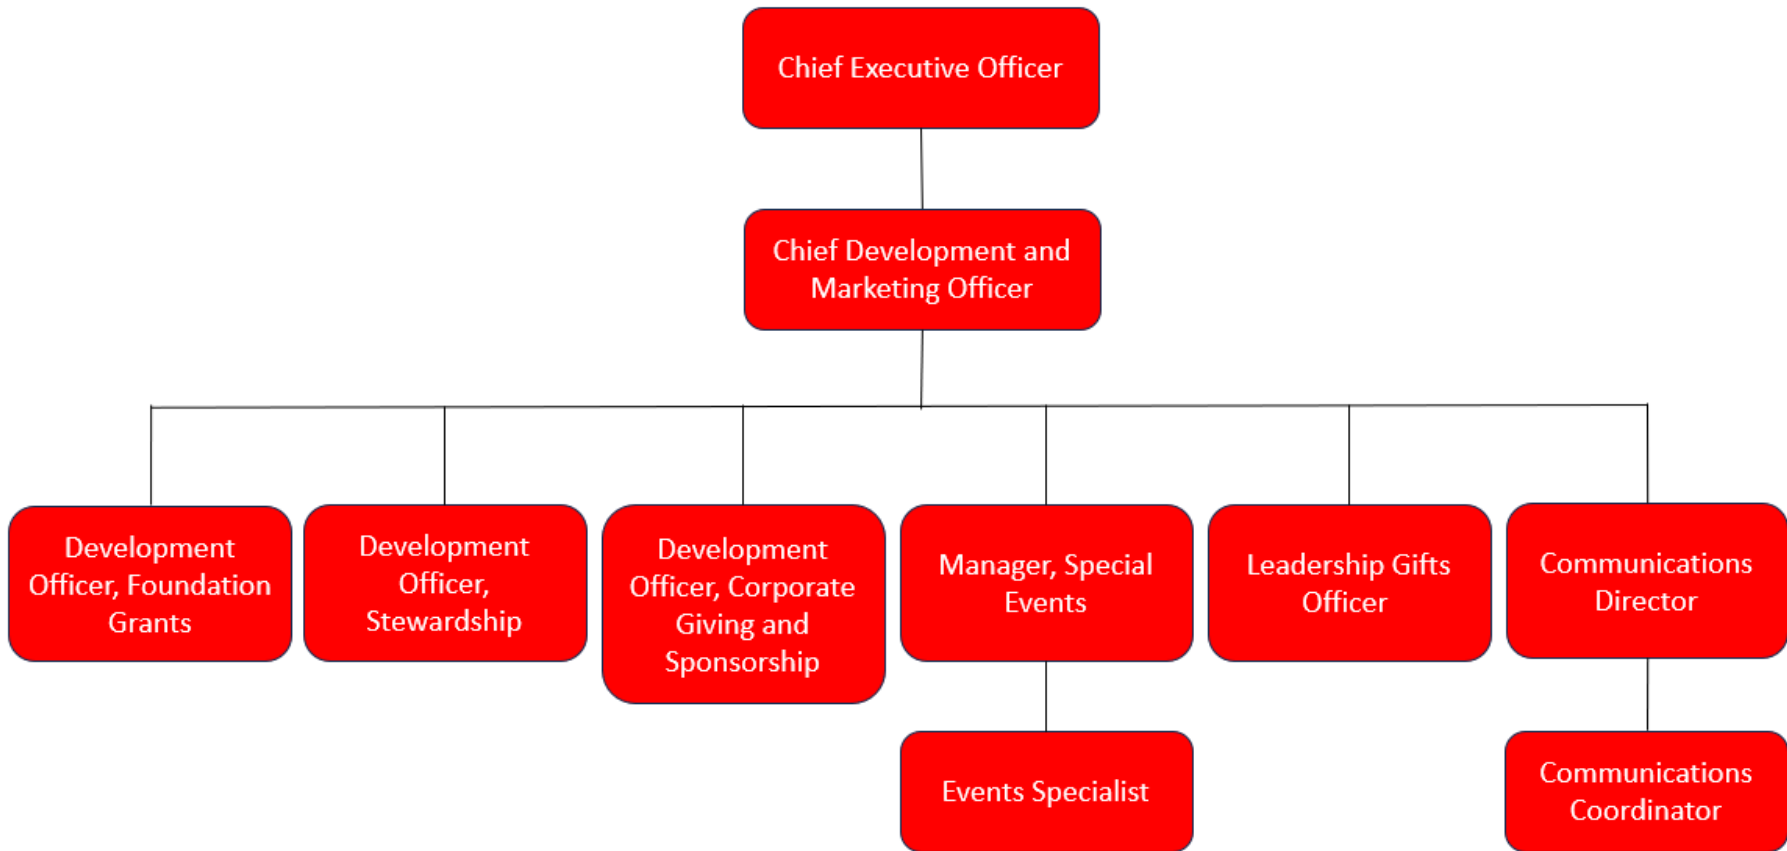 Chief Executive Officer
Chief Development and
Marketing Officer
Development
Officer, Foundation
Grants
Development
Officer,
Stewardship
Development
Officer, Corporate
Giving and
Sponsorship
Manager, Special
Events
Leadership Gifts
Officer
Communications
Director
Events Specialist
Communications
Coordinator